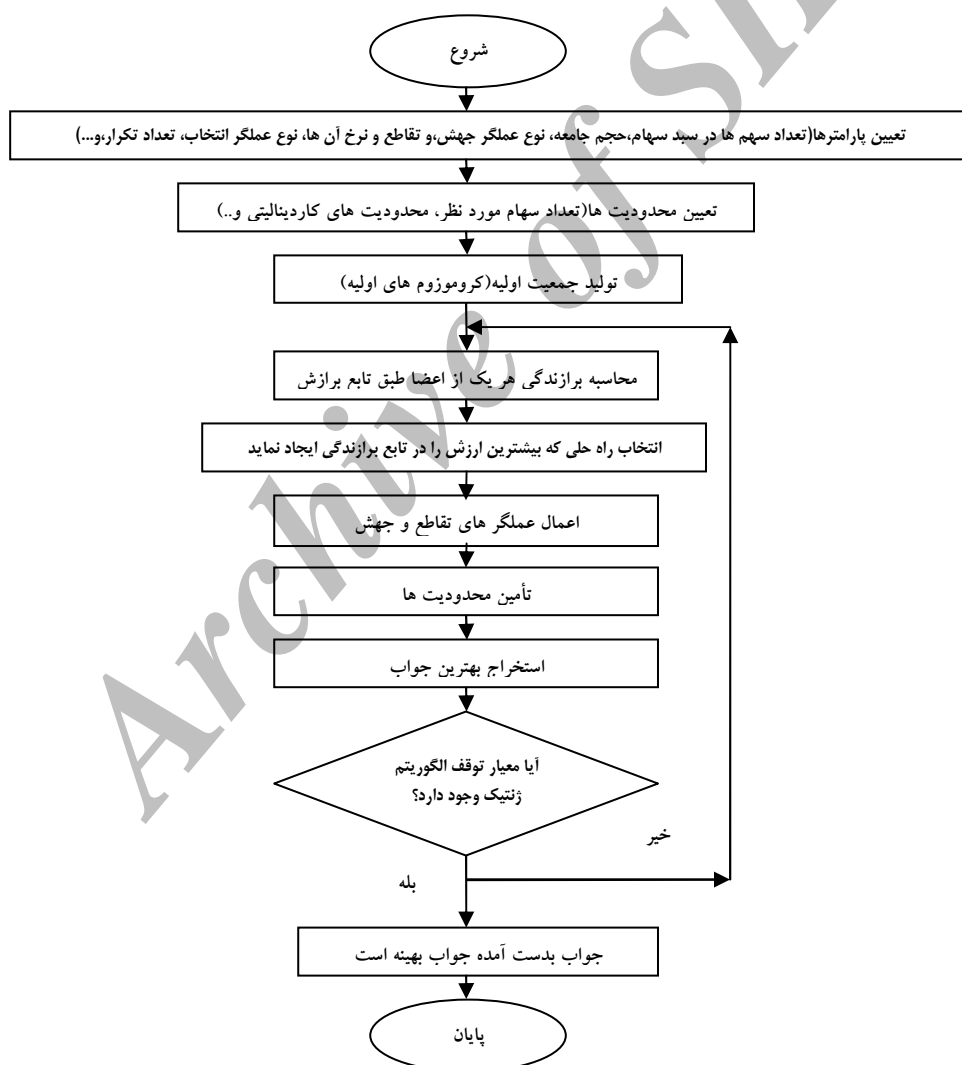 شروع
تعیین پارامترها(تعداد سهم ها در سبد سهام،حجم جامعه، نوع عملگر جهش،و تقاطع و نرخ آن ها، نوع عملگر انتخاب، تعداد تکرار،و...)
تعیین محدودیت ها(تعداد سهام مورد نظر، محدودیت های کاردینالیتی و..)
تولید جمعیت اولیه(کروموزوم های اولیه)
محاسبه برازندگی هر یک از اعضا طبق تابع برازش
انتخاب راه حلی که بیشترین ارزش را در تابع برازندگی ایجاد نماید
اعمال عملگر های تقاطع و جهش
تأمین محدودیت ها
استخراج بهترین جواب
آیا معیار توقف الگوریتم
ژنتیک وجود دارد؟
خیر
بله
جواب بدست آمده جواب بهینه است
پایان
Archive of